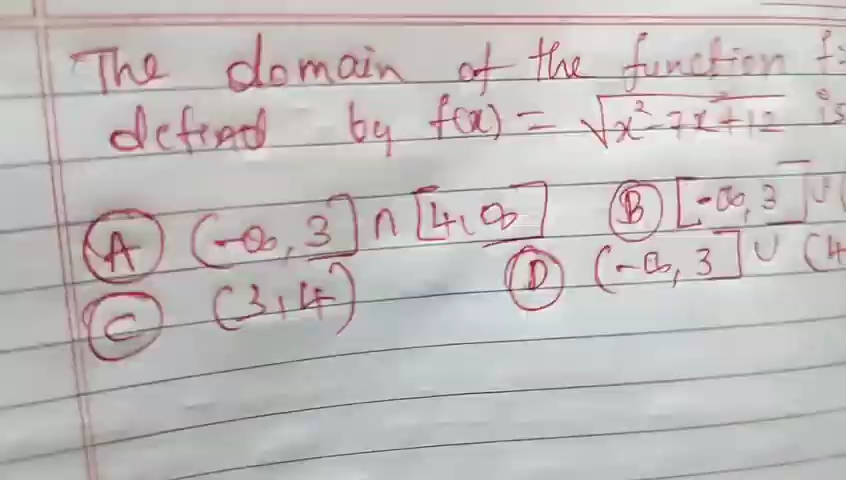 The domain of the function f:
defined by f(x) = √x²-7x+12 is
(A) (-∞, 3] ∩ [4, ∞] (B) [-∞, 3] ∪ (
(C) (3, 4) (D) (-∞, 3] ∪ (4